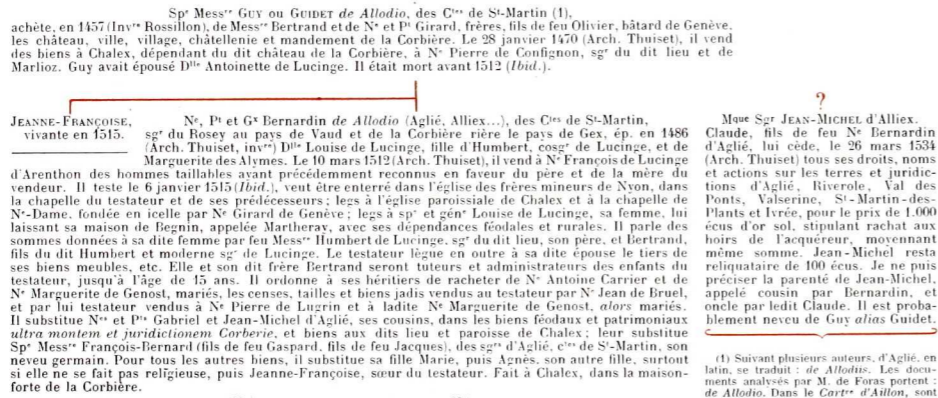 Spr Messre GUY ou GUIDET de Allodio, des Ctes de St-Martin (1),
achète, en 1457 (Invre Rossillon), de Messre Bertrand et de Ne et Pt Girard, frères, fils de feu Olivier, bâtard de Genève,
les château, ville, village, châtellenie et mandement de la Corbière. Le 28 janvier 1470 (Arch. Thuiset), il vend
des biens à Chalex, dépendant du dit château de la Corbière, à Ne Pierre de Confignon, sgr du dit lieu et de
Marlioz. Guy avait épousé Dlle Antoinette de Lucinge. Il était mort avant 1512 (Ibid.).
JEANNE-FRANÇOISE,
vivante en 1515.
Ne, Pt et Gx Bernardin de Allodio (Aglié, Alliex...), des Ctes de St-Martin,
sgr du Rosey au pays de Vaud et de la Corbière rière le pays de Gex, ép. en 1486
(Arch. Thuiset, invre) Dlle Louise de Lucinge, fille d'Humbert, cosgr de Lucinge, et de
Marguerite des Alymes. Le 10 mars 1512 (Arch. Thuiset), il vend à Ne François de Lucinge
d'Arenthon des hommes taillables ayant précédemment reconnus en faveur du père et de la mère du
vendeur. Il teste le 6 janvier 1515 (Ibid.), veut être enterré dans l'église des frères mineurs de Nyon, dans
la chapelle du testateur et de ses prédécesseurs ; legs à l'église paroissiale de Chalex et à la chapelle de
Ne-Dame, fondée en icelle par Ne Girard de Genève ; legs à spe et génre Louise de Lucinge, sa femme, lui
laissant sa maison de Begnin, appelée Martheray, avec ses dépendances féodales et rurales. Il parle des
sommes données à sa dite femme par feu Messre Humbert de Lucinge, sgr du dit lieu, son père, et Bertrand,
fils du dit Humbert et moderne sgr de Lucinge. Le testateur lègue en outre à sa dite épouse le tiers de
ses biens meubles, etc. Elle et son dit frère Bertrand seront tuteurs et administrateurs des enfants du
testateur, jusqu'à l'âge de 15 ans. Il ordonne à ses héritiers de racheter de Ne Antoine Carrier et de
Ne Marguerite de Genost, mariés, les censes, tailles et biens jadis vendus au testateur par Ne Jean de Bruel,
et par lui testateur vendus à Ne Pierre de Lugrin et à ladite Ne Marguerite de Genost, alors mariés.
Il substitue Nes et Pts Gabriel et Jean-Michel d'Aglié, ses cousins, dans les biens féodaux et patrimoniaux
ultra montem et juridictionem Corberie, et biens aux dits lieu et paroisse de Chalex ; leur substitue
Spe Messre François-Bernard (fils de feu Gaspard, fils de feu Jacques), des sgrs d'Aglié, ctes de St-Martin, son
neveu germain. Pour tous les autres biens, il substitue sa fille Marie, puis Agnès, son autre fille, surtout
si elle ne se fait pas religieuse, puis Jeanne-Françoise, sœur du testateur. Fait à Chalex, dans la maison-
forte de la Corbière.
?
Mque Sgr JEAN-MICHEL d'Alliex.
Claude, fils de feu Ne Bernardin
d'Aglié, lui cède, le 26 mars 1534
(Arch. Thuiset) tous ses droits, noms
et actions sur les terres et juridic-
tions d'Aglié, Riverole, Val des
Ponts, Valserine, St-Martin-des-
Plants et Ivrée, pour le prix de 1.000
écus d'or sol, stipulant rachat aux
hoirs de l'acquéreur, moyennant
même somme. Jean-Michel resta
reliquataire de 100 écus. Je ne puis
préciser la parenté de Jean-Michel,
appelé cousin par Bernardin, et
oncle par ledit Claude. Il est proba-
blement neveu de Guy alias Guidet.
(1) Suivant plusieurs auteurs, d'Aglié, en
latin, se traduit : de Allodiis. Les docu-
ments analysés par M. de Foras portent :
de Allodio. Dans le Cartre d'Aillon, sont